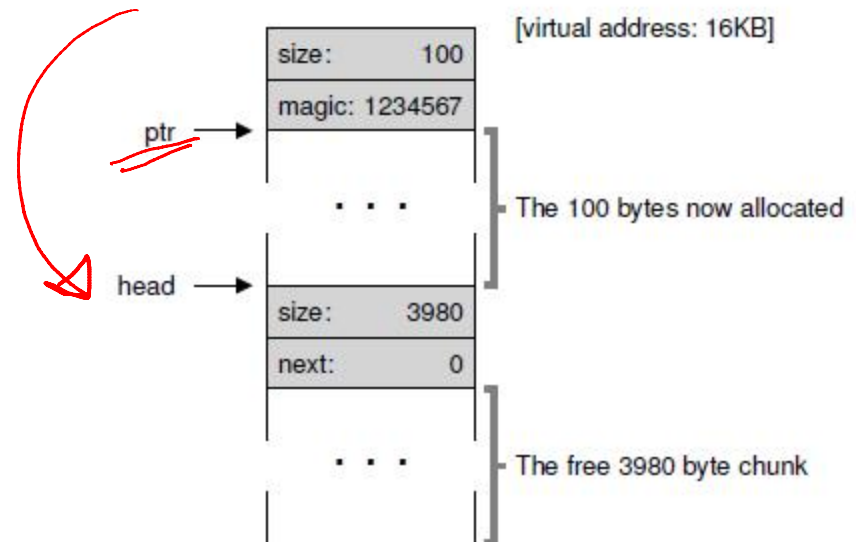 [virtual address: 16KB]
size: 100
magic: 1234567
ptr
. . .
The 100 bytes now allocated
head
size: 3980
next: 0
. . .
The free 3980 byte chunk